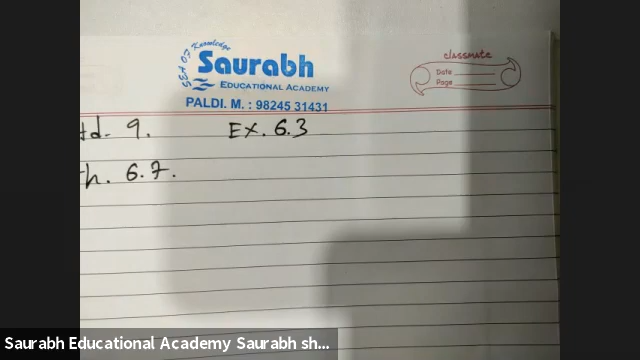 SEA OF Knowledge
Saurabh
EDUCATIONAL ACADEMY
PALDI. M. : 98245 31431
classmate
Date
Page
td. 9.
Ex. 6.3
h. 6.7.
Saurabh Educational Academy Saurabh sh...